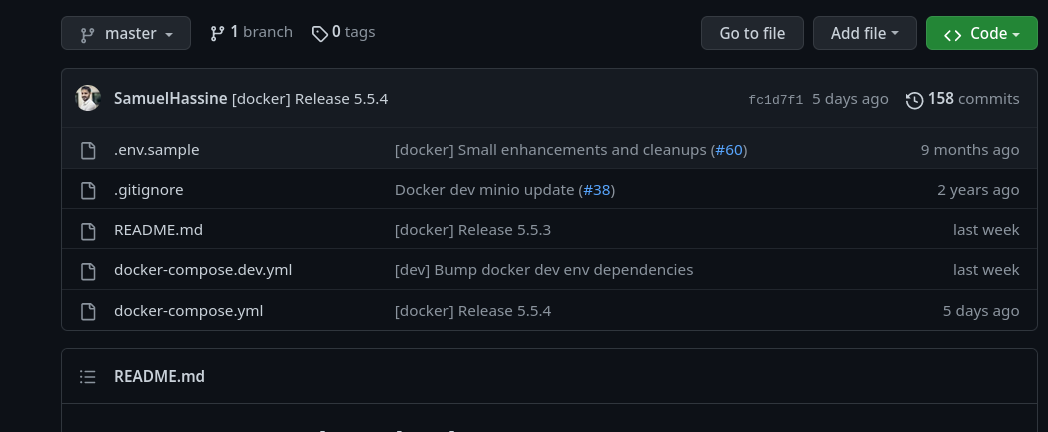 master 1 branch 0 tags Go to file Add file Code
SamuelHassine [docker] Release 5.5.4 fc1d7f1 5 days ago 158 commits
.env.sample [docker] Small enhancements and cleanups (#60) 9 months ago
.gitignore Docker dev minio update (#38) 2 years ago
README.md [docker] Release 5.5.3 last week
docker-compose.dev.yml [dev] Bump docker dev env dependencies last week
docker-compose.yml [docker] Release 5.5.4 5 days ago
README.md